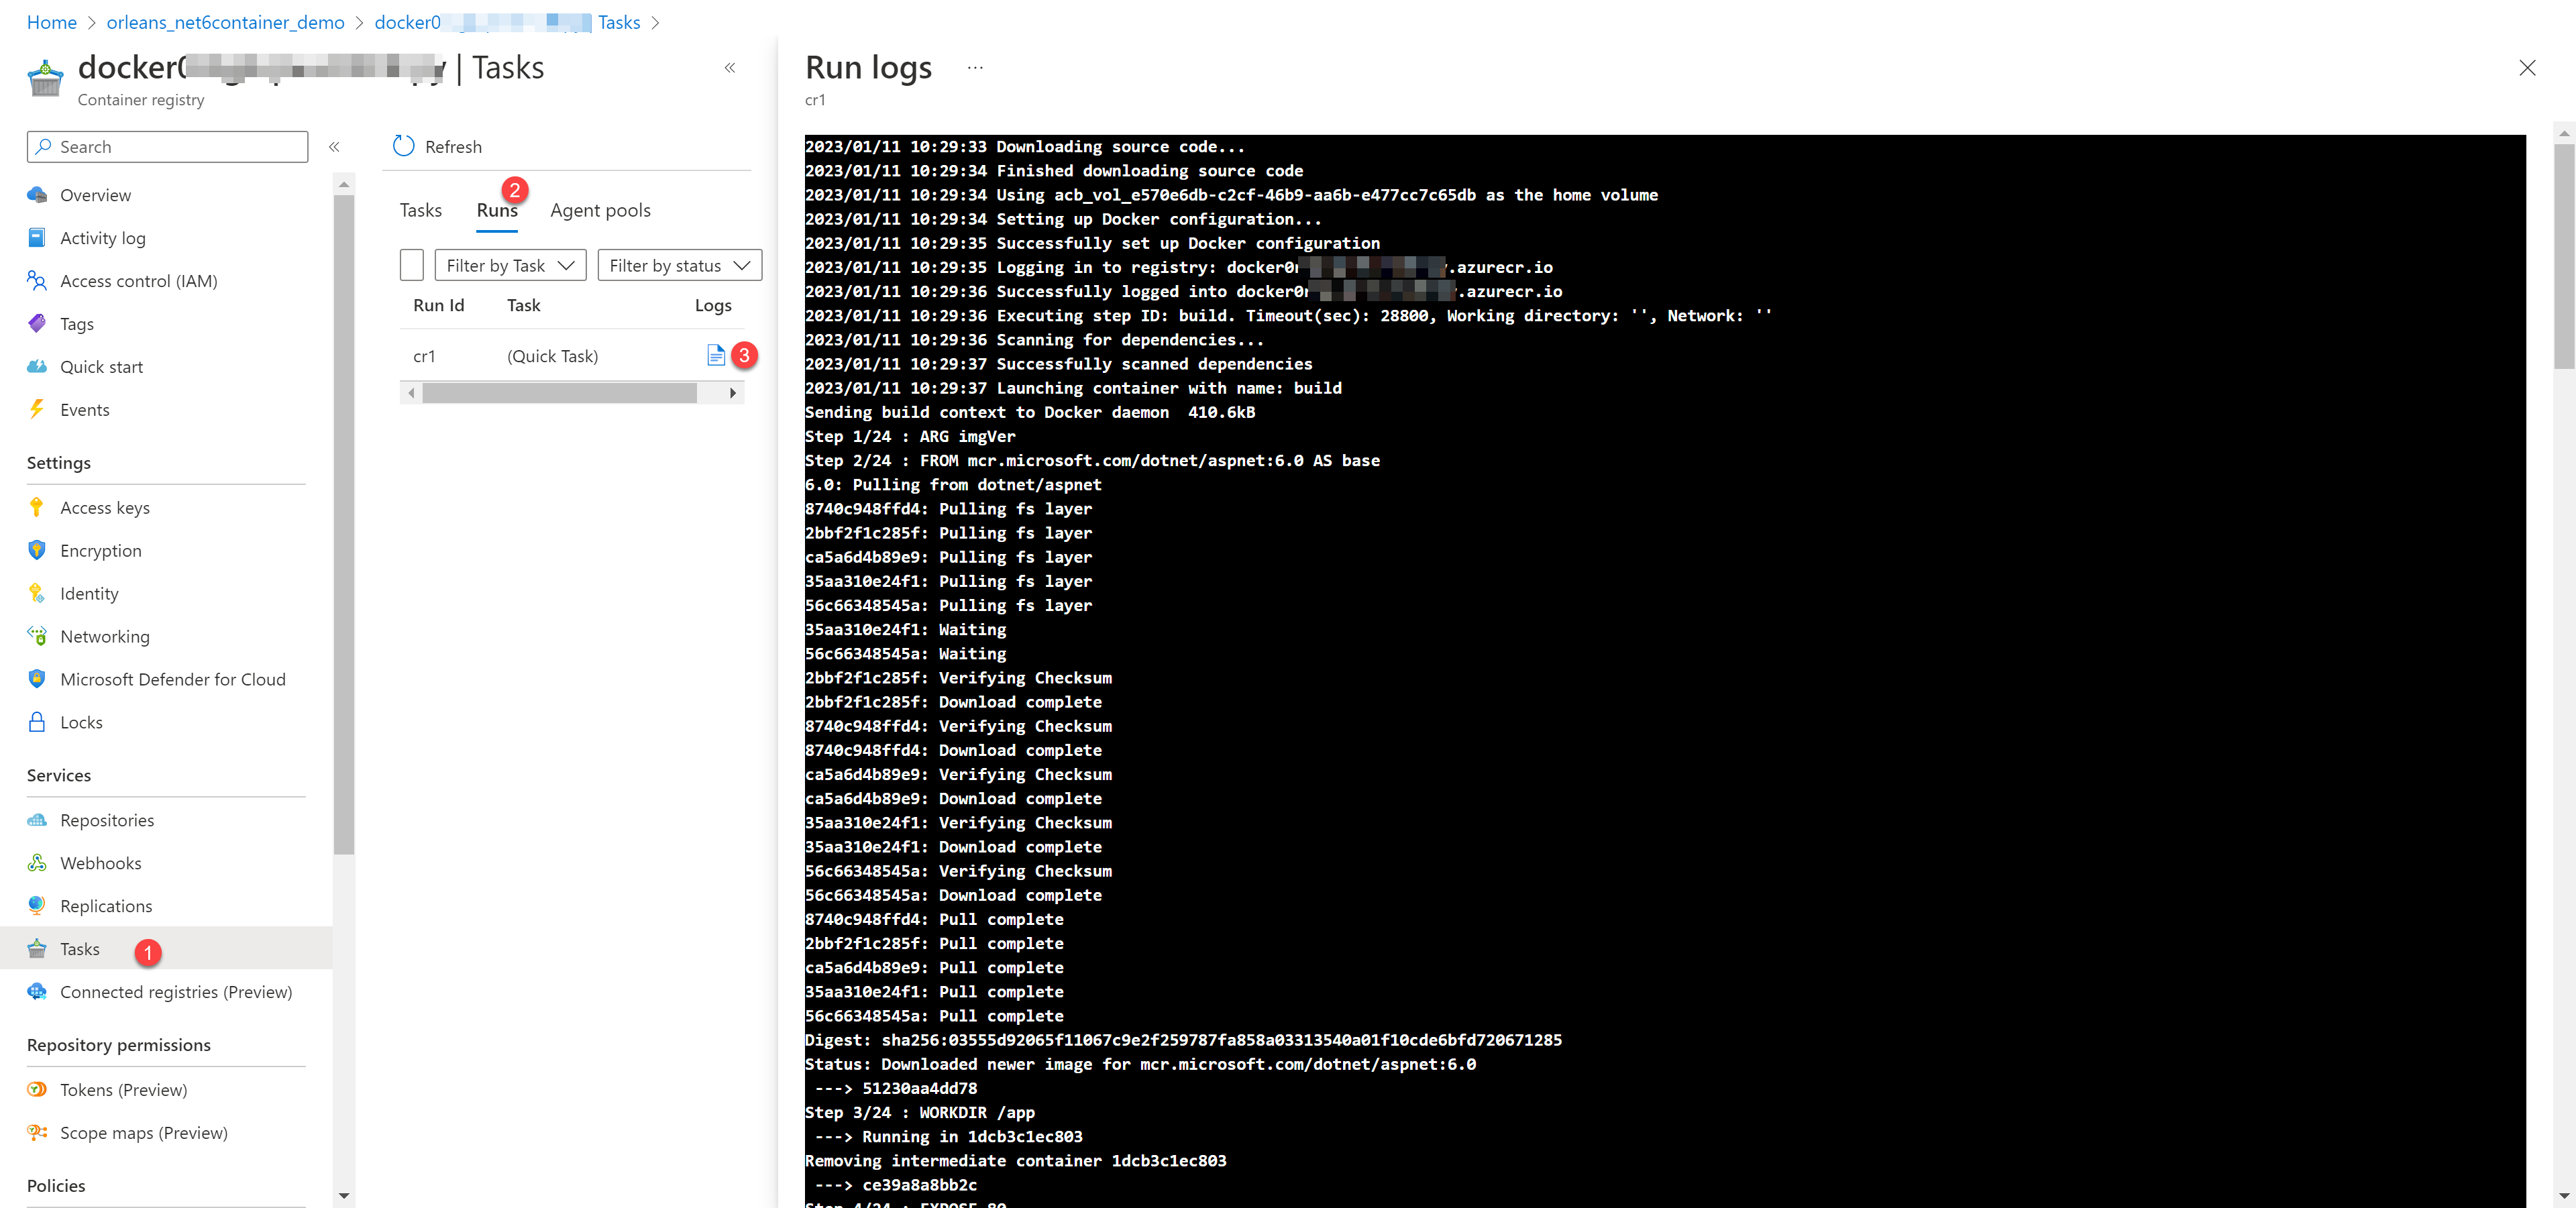 Home > orleans_net6container_demo > docker0 Tasks >
docker0 | Tasks
Container registry
Search
Overview
Activity log
Access control (IAM)
Tags
Quick start
Events
Settings
Access keys
Encryption
Identity
Networking
Microsoft Defender for Cloud
Locks
Services
Repositories
Webhooks
Replications
Tasks 1
Connected registries (Preview)
Repository permissions
Tokens (Preview)
Scope maps (Preview)
Policies
Refresh
2
Tasks Runs Agent pools
Filter by Task Filter by status
Run Id Task Logs
cr1 (Quick Task) 3
Run logs ...
cr1
2023/01/11 10:29:33 Downloading source code...
2023/01/11 10:29:34 Finished downloading source code
2023/01/11 10:29:34 Using acb_vol_e570e6db-c2cf-46b9-aa6b-e477cc7c65db as the home volume
2023/01/11 10:29:34 Setting up Docker configuration...
2023/01/11 10:29:35 Successfully set up Docker configuration
2023/01/11 10:29:35 Logging in to registry: docker0 .azurecr.io
2023/01/11 10:29:36 Successfully logged into docker0 .azurecr.io
2023/01/11 10:29:36 Executing step ID: build. Timeout(sec): 28800, Working directory: '', Network: ''
2023/01/11 10:29:36 Scanning for dependencies...
2023/01/11 10:29:37 Successfully scanned dependencies
2023/01/11 10:29:37 Launching container with name: build
Sending build context to Docker daemon  410.6kB
Step 1/24 : ARG imgVer
Step 2/24 : FROM mcr.microsoft.com/dotnet/aspnet:6.0 AS base
6.0: Pulling from dotnet/aspnet
8740c948ffd4: Pulling fs layer
2bbf2f1c285f: Pulling fs layer
ca5a6d4b89e9: Pulling fs layer
35aa310e24f1: Pulling fs layer
56c66348545a: Pulling fs layer
35aa310e24f1: Waiting
56c66348545a: Waiting
2bbf2f1c285f: Verifying Checksum
2bbf2f1c285f: Download complete
8740c948ffd4: Verifying Checksum
8740c948ffd4: Download complete
ca5a6d4b89e9: Verifying Checksum
ca5a6d4b89e9: Download complete
35aa310e24f1: Verifying Checksum
35aa310e24f1: Download complete
56c66348545a: Verifying Checksum
56c66348545a: Download complete
8740c948ffd4: Pull complete
2bbf2f1c285f: Pull complete
ca5a6d4b89e9: Pull complete
35aa310e24f1: Pull complete
56c66348545a: Pull complete
Digest: sha256:03555d92065f11067c9e2f259787fa858a03313540a01f10cde6bfd720671285
Status: Downloaded newer image for mcr.microsoft.com/dotnet/aspnet:6.0
---> 51230aa4dd78
Step 3/24 : WORKDIR /app
---> Running in 1dcb3c1ec803
Removing intermediate container 1dcb3c1ec803
---> ce39a8a8bb2c
Step 4/24 : EXPOSE 80